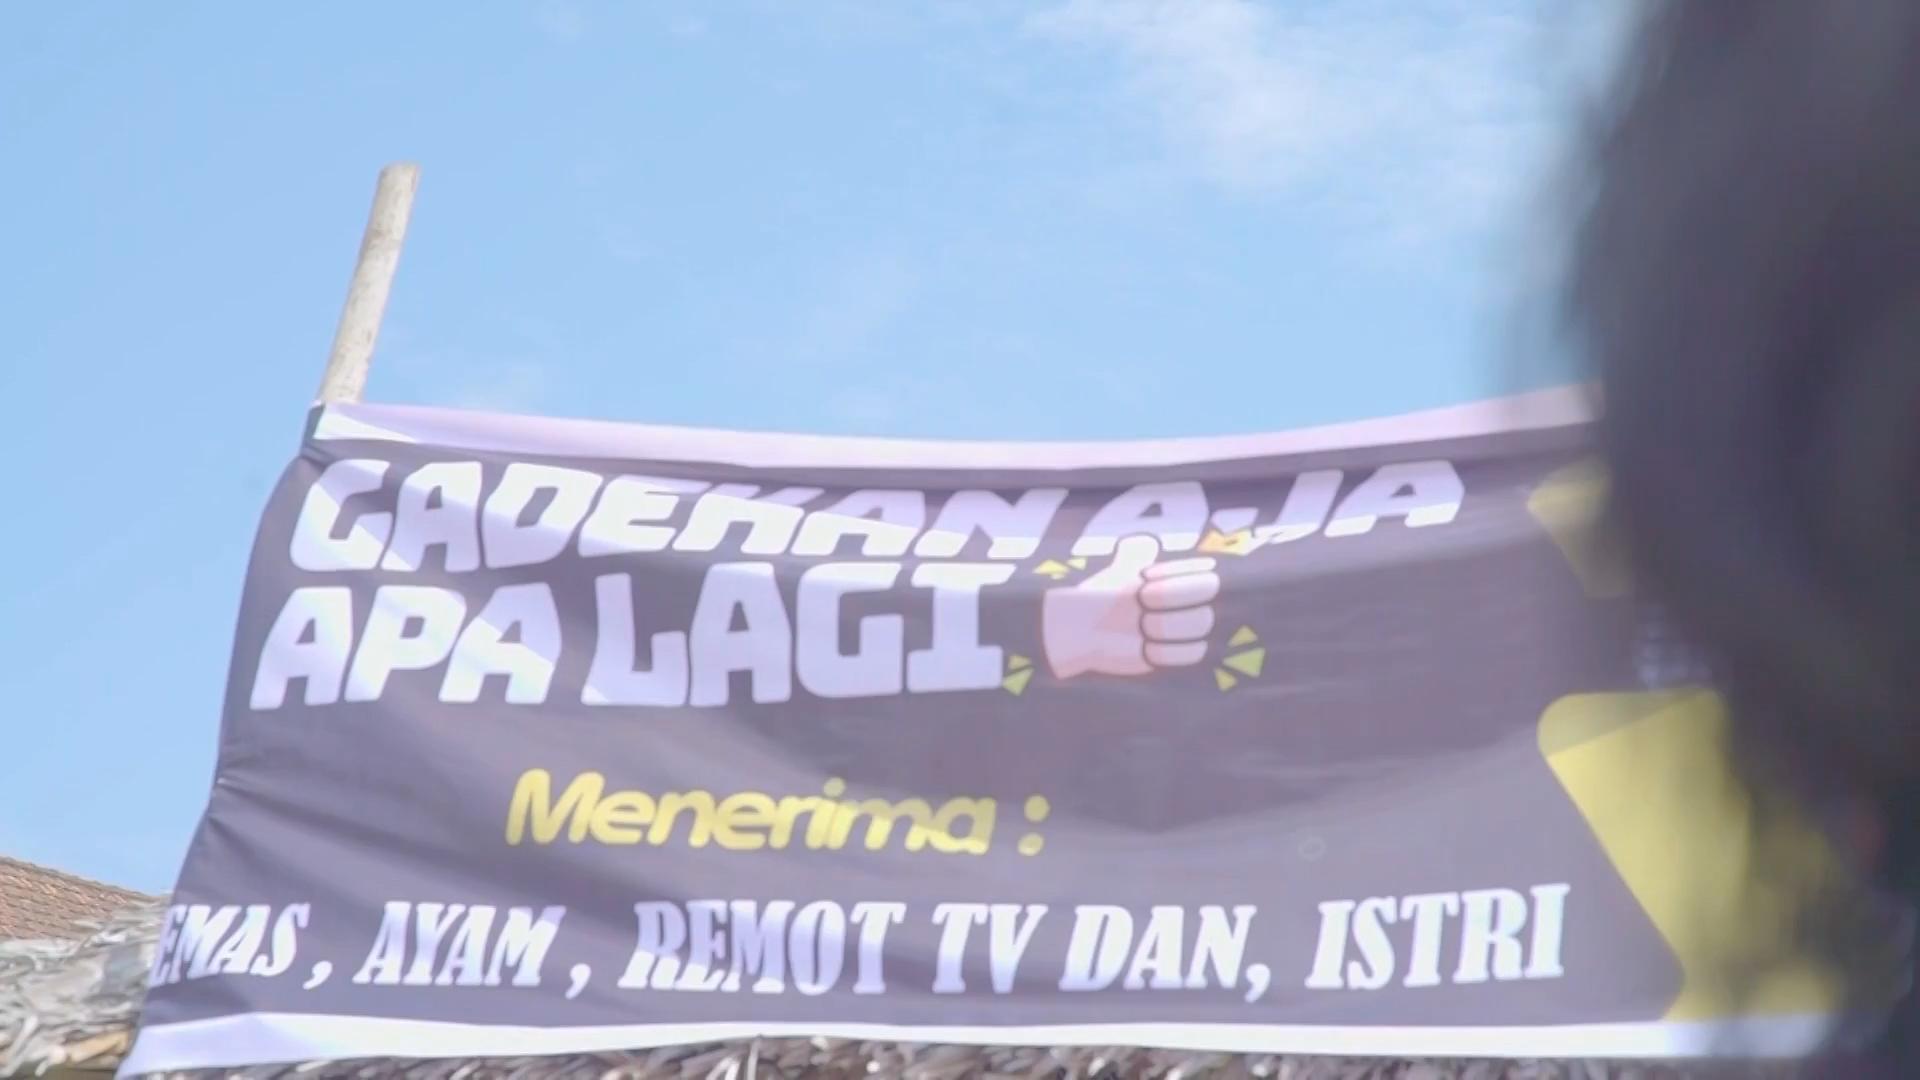 GADEKAN AJA
APA LAGI
Menerima :
EMAS , AYAM , REMOT TV DAN, ISTRI